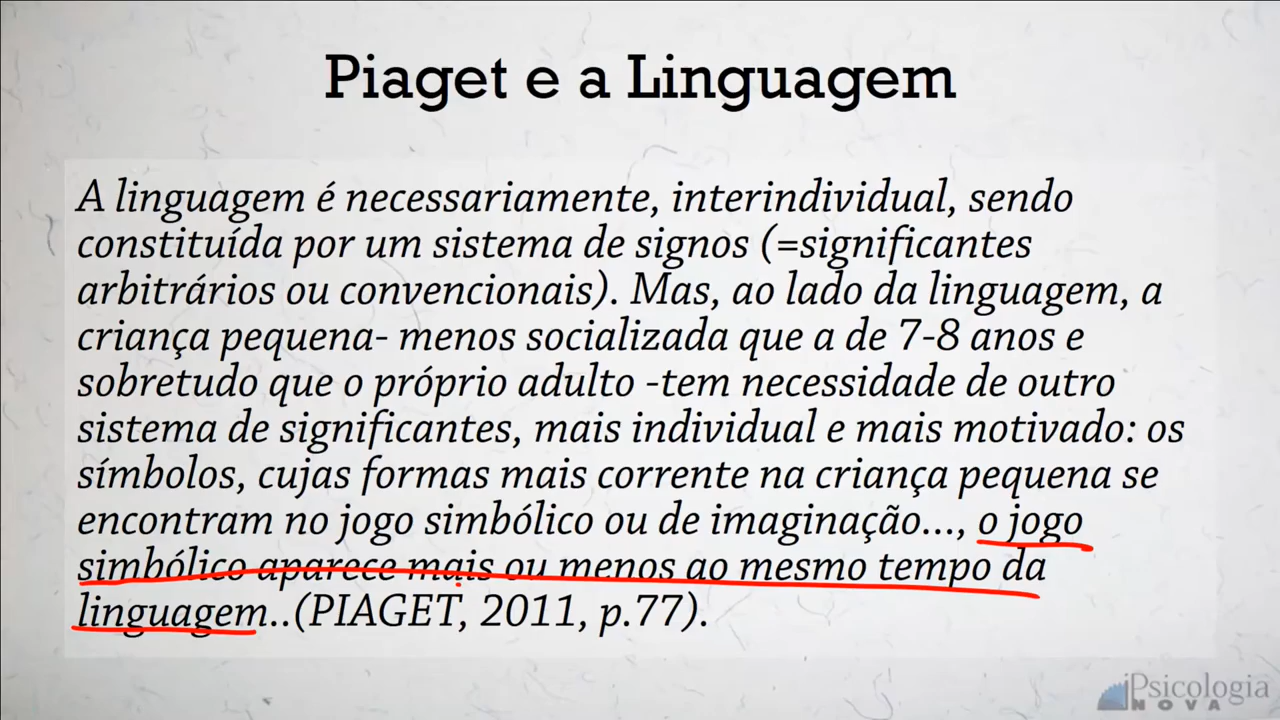 Piaget e a Linguagem
A linguagem é necessariamente, interindividual, sendo
constituída por um sistema de signos (=significantes
arbitrários ou convencionais). Mas, ao lado da linguagem, a
criança pequena- menos socializada que a de 7-8 anos e
sobretudo que o próprio adulto -tem necessidade de outro
sistema de significantes, mais individual e mais motivado: os
símbolos, cujas formas mais corrente na criança pequena se
encontram no jogo simbólico ou de imaginação..., o jogo
simbólico aparece mais ou menos ao mesmo tempo da
linguagem..(PIAGET, 2011, p.77).
Psicologia
NOVA